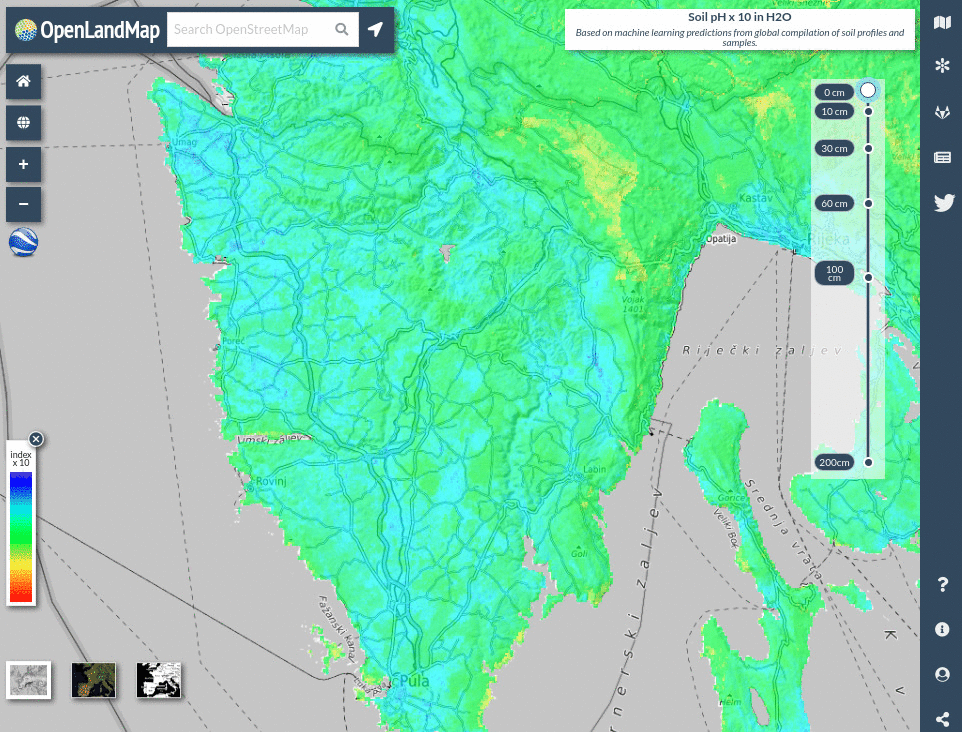 OpenLandMap
Search OpenStreetMap
Soil pH x 10 in H2O
Based on machine learning predictions from global compilation of soil profiles and
samples.
0 cm
10 cm
30 cm
60 cm
100
cm
200cm
Umag
Kastav
Opatija
Rijeka
Vojak
1401
Poreč
Riječki zaljev
Limski zaljev
Rovinj
Labin
Gorice
Srednja vrata
Veliki Bok
Goli
Fažanski kanal
Pula
Helm
nerski zaljev
K
v
index
x 10